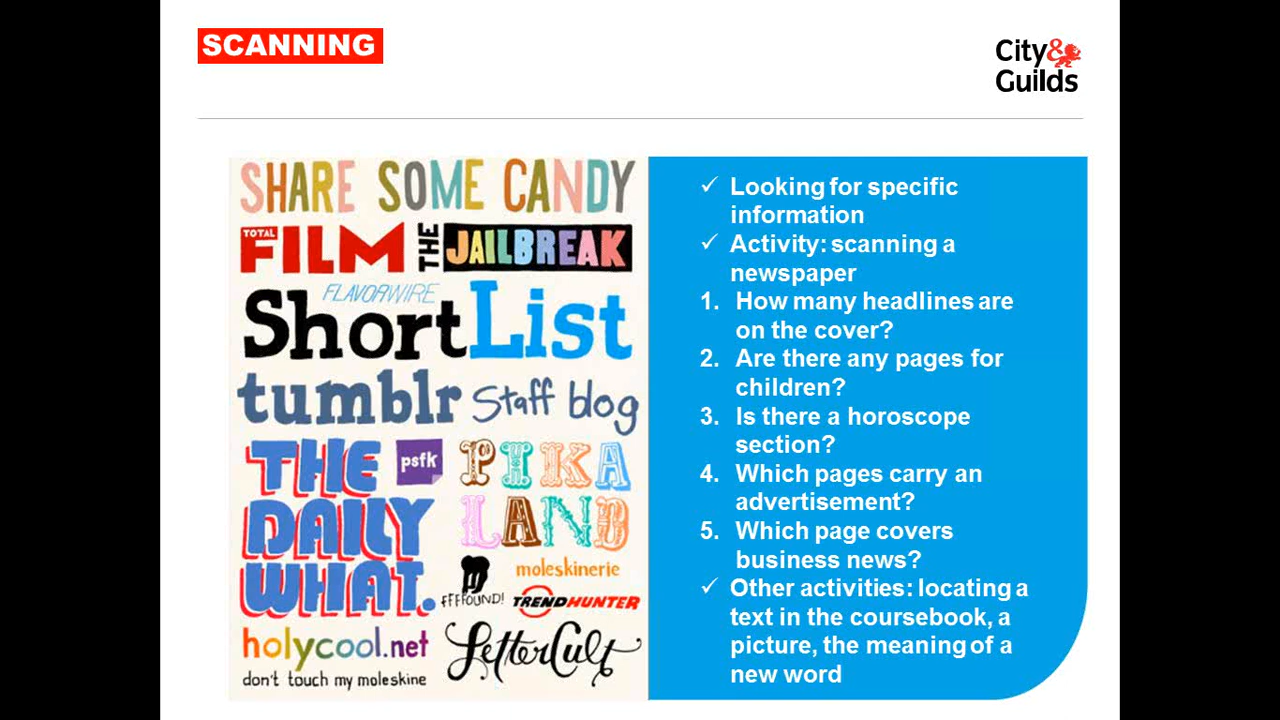 SCANNING
City&
Guilds
SHARE SOME CANDY
TOTAL
FILM
THE
JAILBREAK
FLAVORWIRE
ShortList
tumblr
Staff blog
THE
DAILY
WHAT.
psfk
PIKA
LAND
moleskinerie
FFFFOUND!
TRENDHUNTER
holycool.net
LetterCult
don't touch my moleskine
✓ Looking for specific
information
✓ Activity: scanning a
newspaper
1. How many headlines are
on the cover?
2. Are there any pages for
children?
3. Is there a horoscope
section?
4. Which pages carry an
advertisement?
5. Which page covers
business news?
✓ Other activities: locating a
text in the coursebook, a
picture, the meaning of a
new word